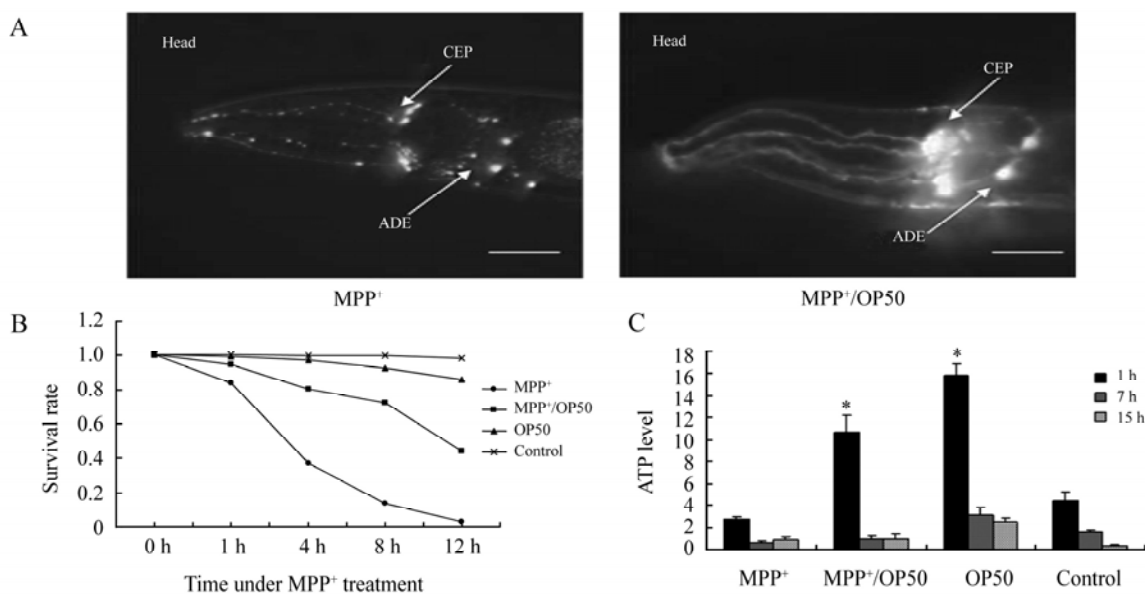 A
Head
CEP
ADE
MPP⁺
Head
CEP
ADE
MPP⁺/OP50
B
1.2
1.0
0.8
0.6
0.4
0.2
0
Survival rate
0 h 1 h 4 h 8 h 12 h
Time under MPP⁺ treatment
MPP⁺
MPP⁺/OP50
OP50
Control
C
18
16
14
12
10
8
6
4
2
0
ATP level
*
*
MPP⁺ MPP⁺/OP50 OP50 Control
1 h
7 h
15 h